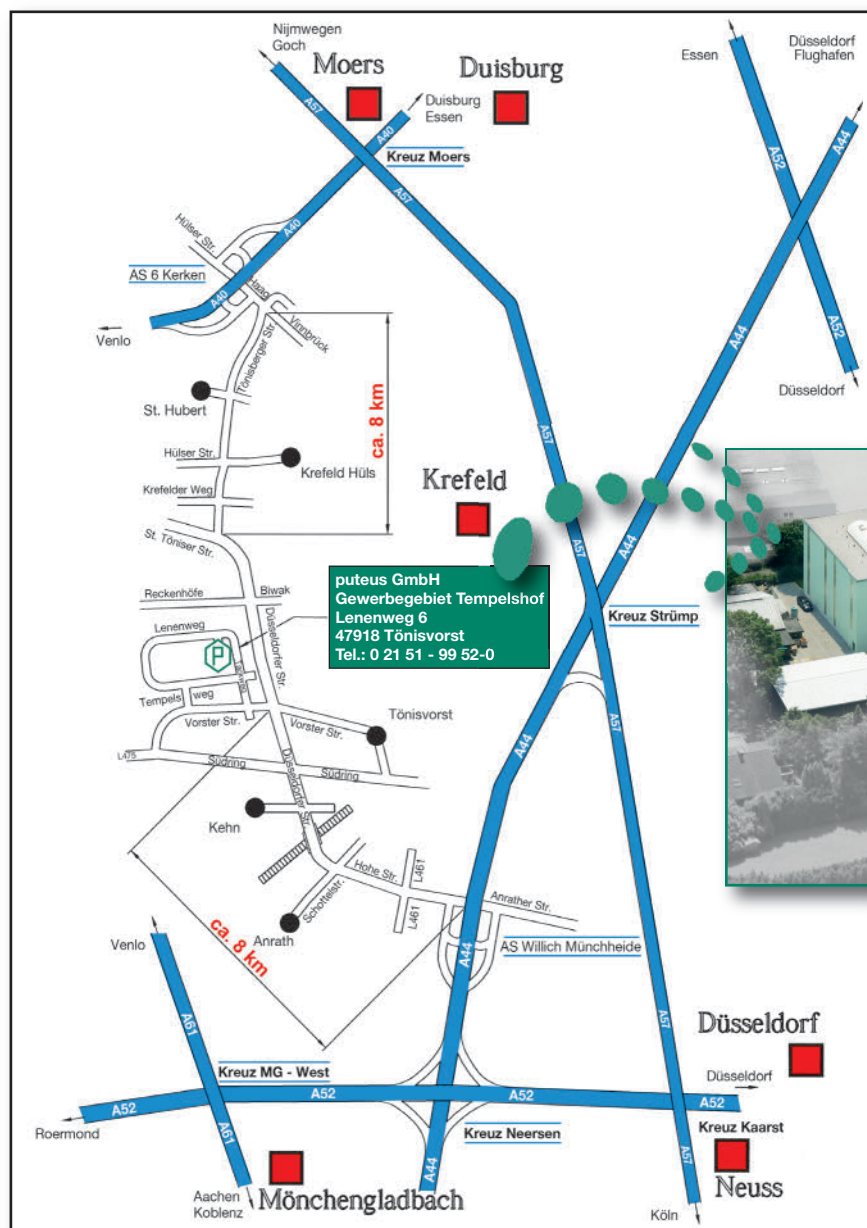 Nijmwegen
Goch
Moers
Duisburg
Essen
Düsseldorf
Flughafen
A57
A40
Duisburg
Essen
A52
A44
Kreuz Moers
A57
Hülser Str.
A40
AS 6 Kerken
Haag
A40
Vinnbrück
Venlo
Tönisberger Str.
A44
A52
ca. 8 km
St. Hubert
Düsseldorf
A57
Hülser Str.
Krefeld Hüls
Krefeld
Krefelder Weg
St. Töniser Str.
A44
A57
puteus GmbH
Gewerbegebiet Tempelshof
Lenenweg 6
47918 Tönisvorst
Tel.: 0 21 51 - 99 52-0
Reckenhöfe
Biwak
Kreuz Strümp
Lenenweg
P
Düsseldorfer Str.
Tempels
weg
Vorster Str.
Vorster Str.
Tönisvorst
A57
A44
L475
Südring
Südring
Düsseldorfer Str.
Kehn
Hohe Str.
L461
L461
Schottelstr.
Anrather Str.
Anrath
ca. 8 km
AS Willich Münchheide
Venlo
A44
A61
A57
Düsseldorf
Kreuz MG - West
Düsseldorf
A52
A52
A52
A52
Roermond
A61
Kreuz Neersen
Kreuz Kaarst
A44
A57
Aachen
Koblenz
Mönchengladbach
Neuss
Köln